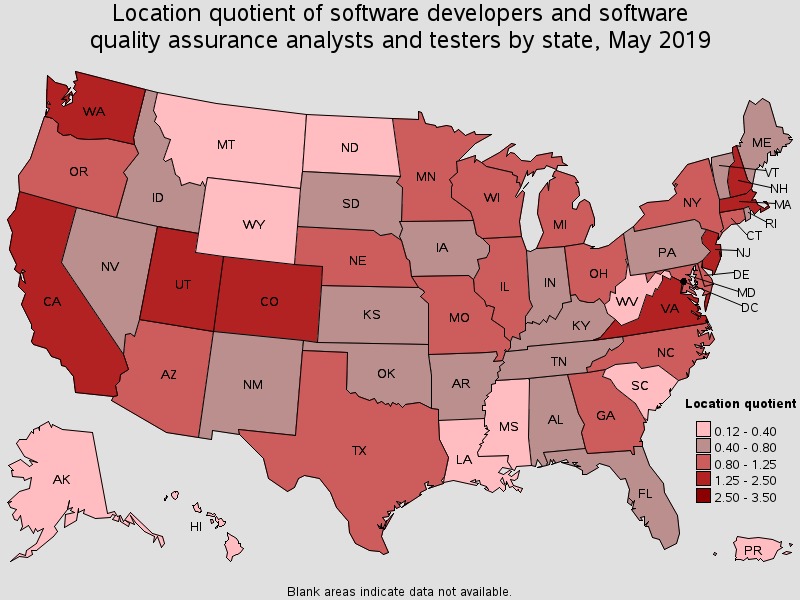 Location quotient of software developers and software
quality assurance analysts and testers by state, May 2019
WA
MT
ND
MN
ME
VT
NH
MA
RI
CT
NJ
DE
MD
DC
OR
ID
WY
SD
WI
MI
NY
PA
NV
UT
CO
NE
IA
IL
IN
OH
WV
VA
CA
KS
MO
KY
NC
AZ
NM
OK
AR
TN
SC
TX
LA
MS
AL
GA
FL
AK
HI
PR
Location quotient
0.12 - 0.40
0.40 - 0.80
0.80 - 1.25
1.25 - 2.50
2.50 - 3.50
Blank areas indicate data not available.